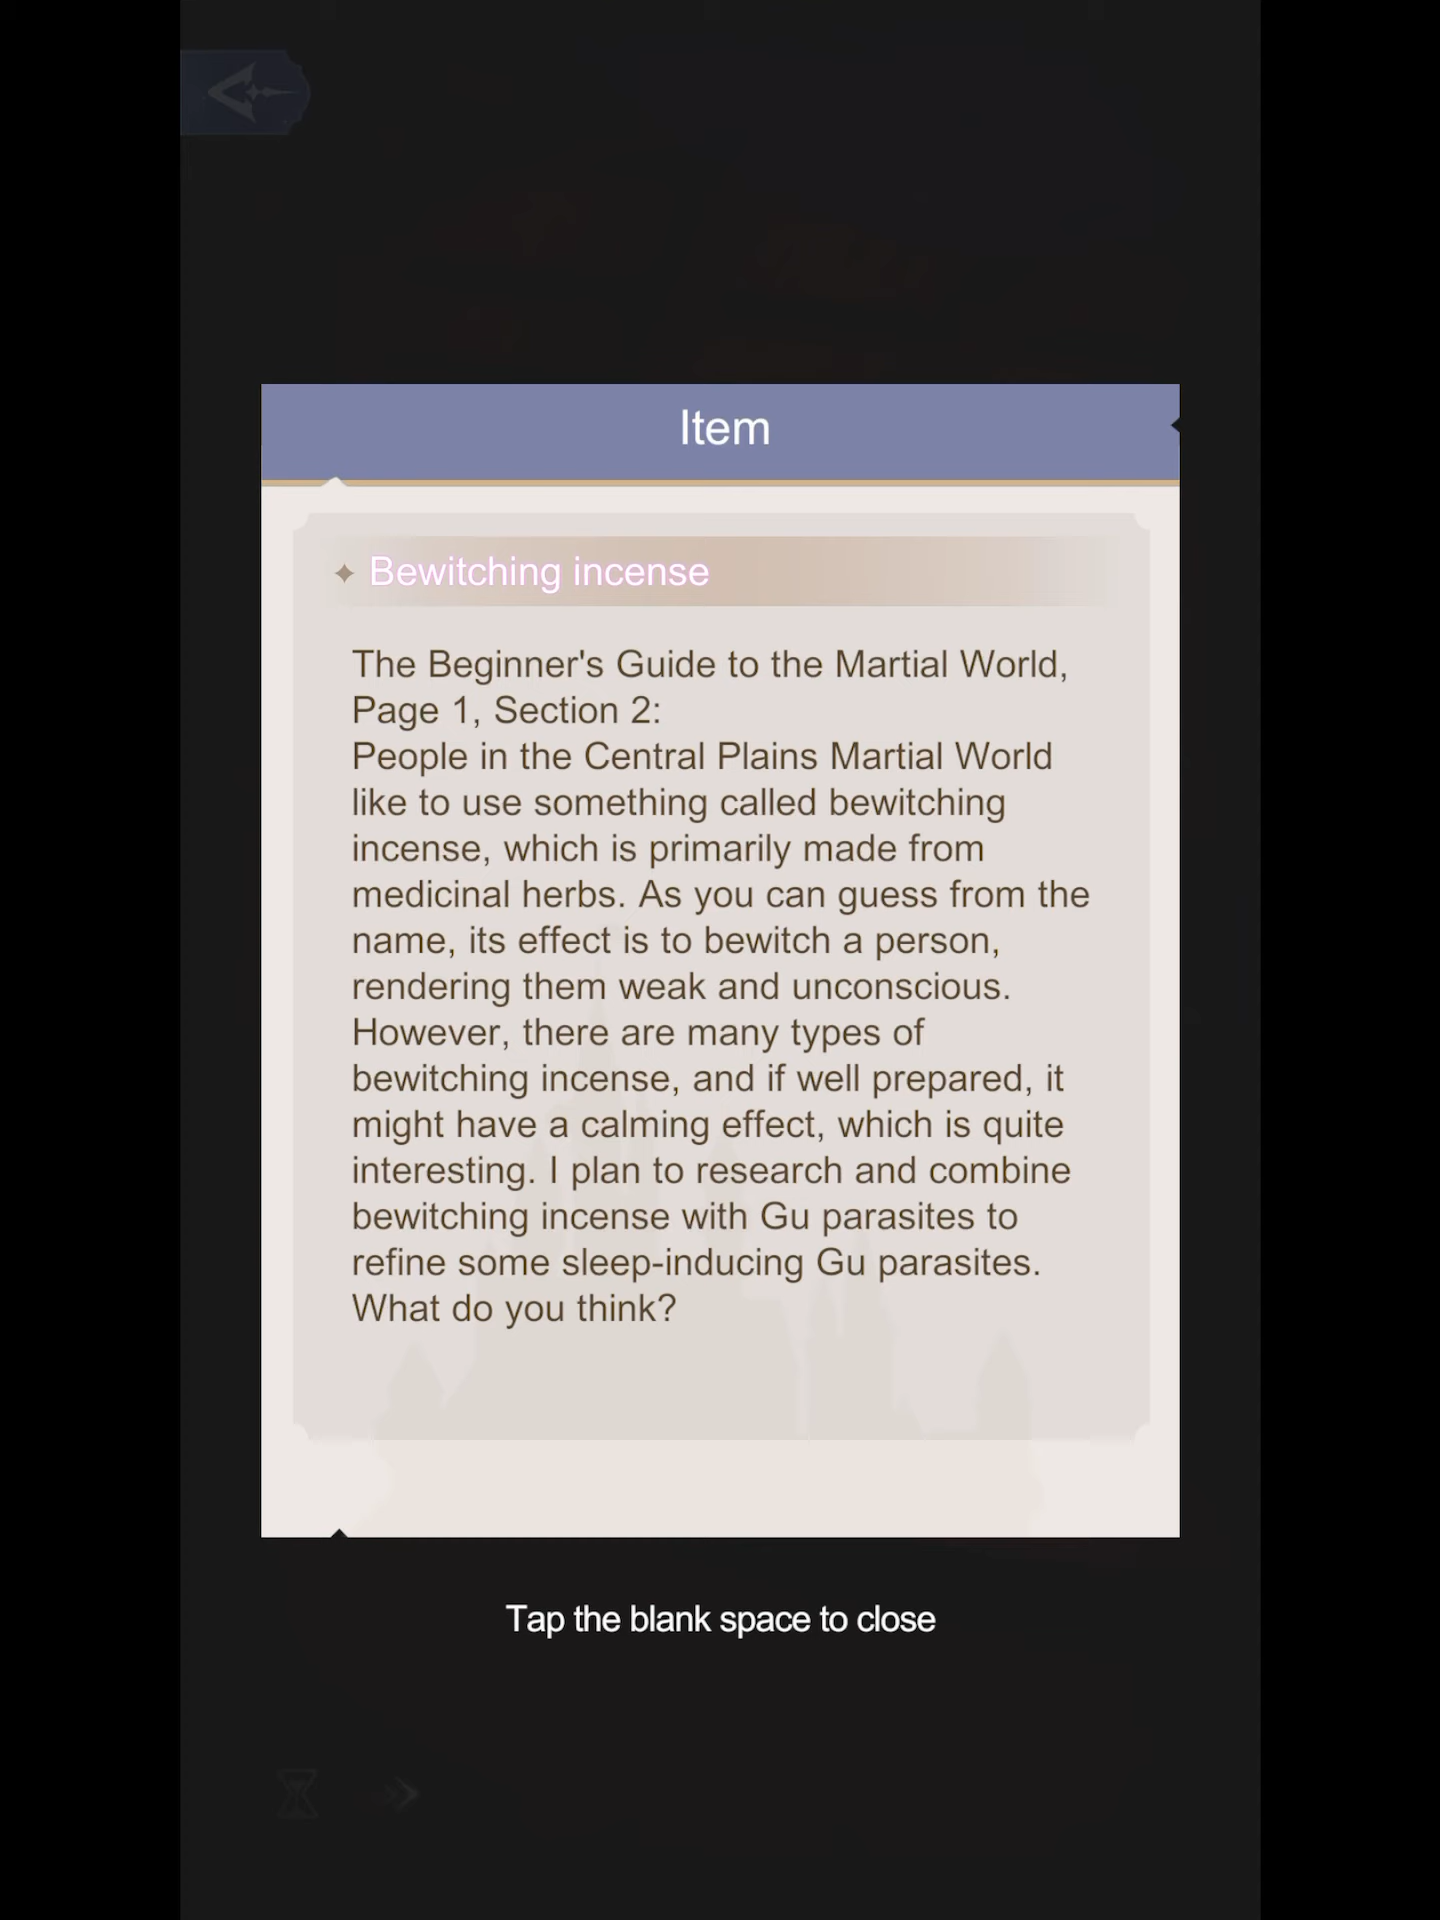 Item
Bewitching incense
The Beginner's Guide to the Martial World,
Page 1, Section 2:
People in the Central Plains Martial World
like to use something called bewitching
incense, which is primarily made from
medicinal herbs. As you can guess from the
name, its effect is to bewitch a person,
rendering them weak and unconscious.
However, there are many types of
bewitching incense, and if well prepared, it
might have a calming effect, which is quite
interesting. I plan to research and combine
bewitching incense with Gu parasites to
refine some sleep-inducing Gu parasites.
What do you think?
Tap the blank space to close